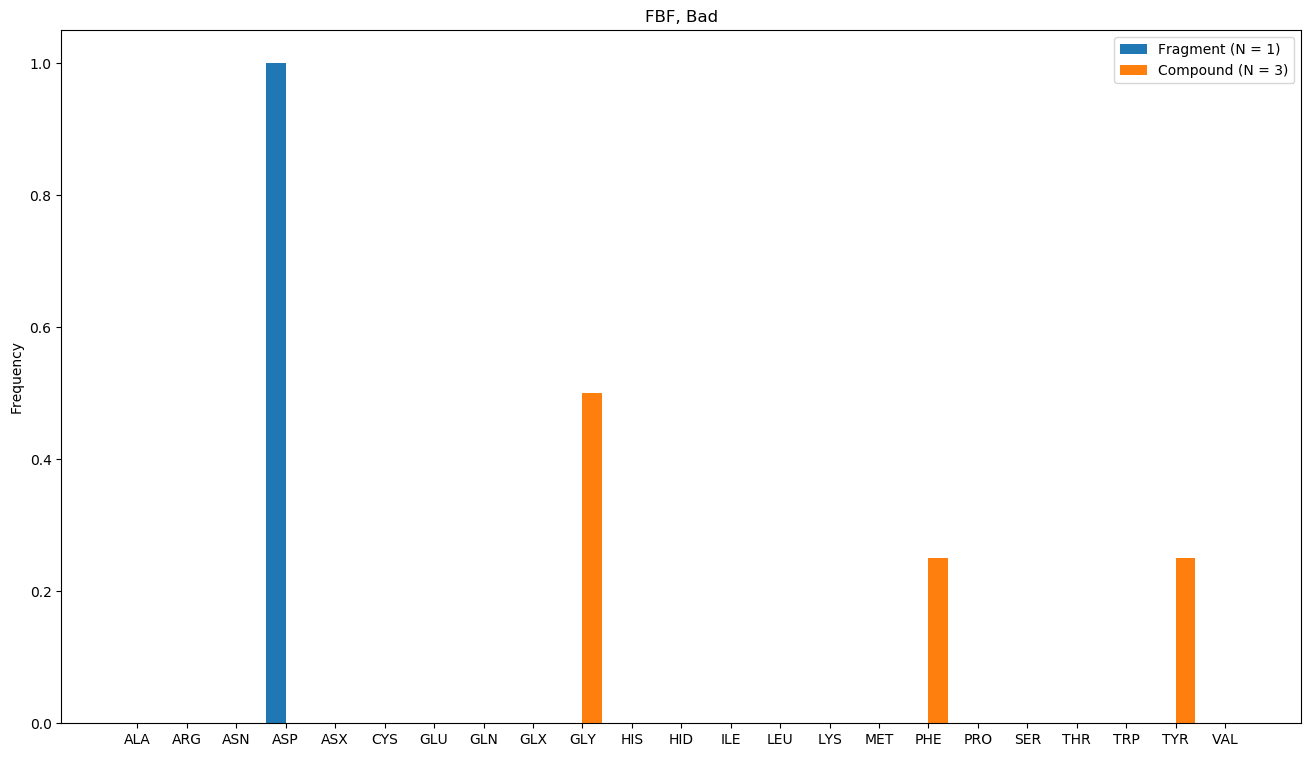 FBF, Bad
Fragment (N = 1)
Compound (N = 3)
Frequency
1.0
0.8
0.6
0.4
0.2
0.0
ALA ARG ASN ASP ASX CYS GLU GLN GLX GLY HIS HID ILE LEU LYS MET PHE PRO SER THR TRP TYR VAL